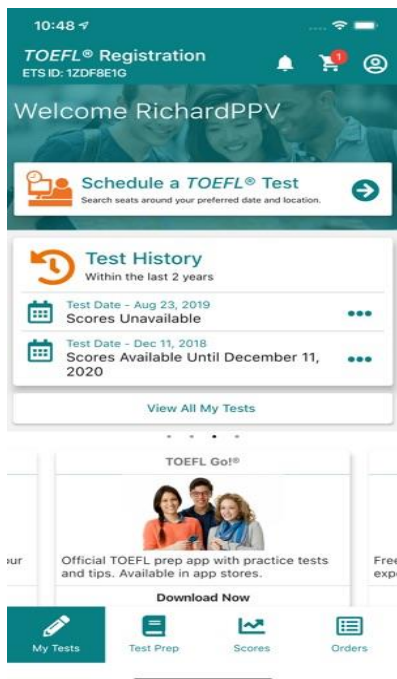 10:48
TOEFL® Registration
ETS ID: 1ZDF8E1G
1
Welcome RichardPPV
Schedule a TOEFL® Test
Search seats around your preferred date and location.
Test History
Within the last 2 years
Test Date - Aug 23, 2019
Scores Unavailable
Test Date - Dec 11, 2018
Scores Available Until December 11,
2020
View All My Tests
TOEFL Go!®
our
Official TOEFL prep app with practice tests
and tips. Available in app stores.
Free
exp
Download Now
My Tests
Test Prep
Scores
Orders